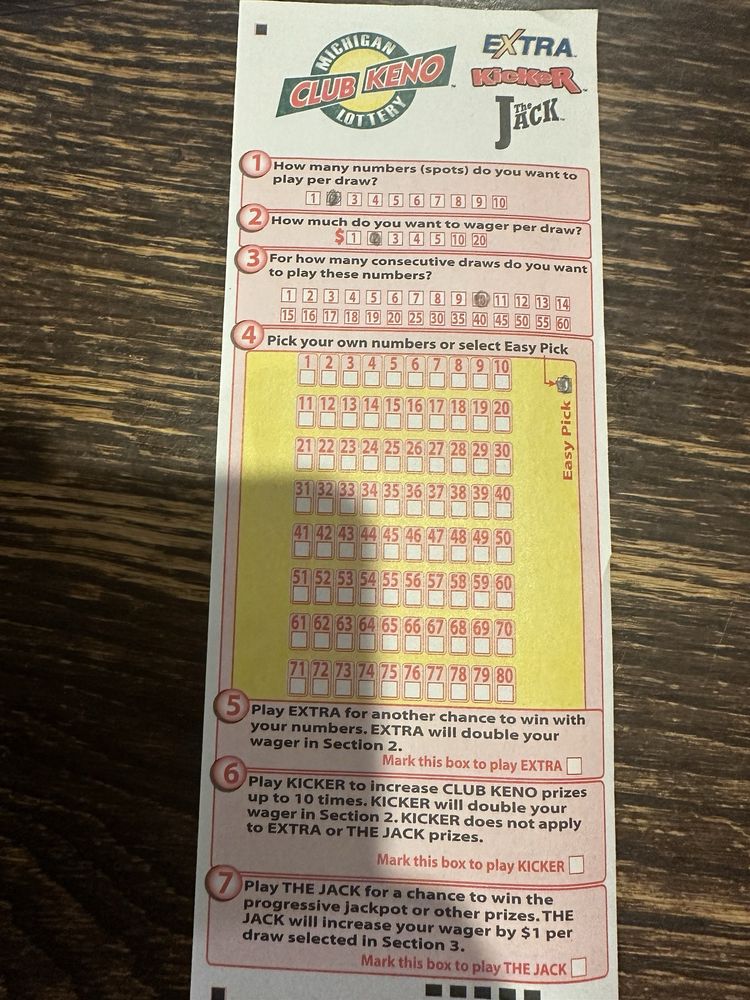 MICHIGAN
CLUB KENO™
LOTTERY
EXTRA™
KICKER™
The JACK™
1 How many numbers (spots) do you want to
play per draw?
1 2 3 4 5 6 7 8 9 10
2 How much do you want to wager per draw?
$ 1 2 3 4 5 10 20
3 For how many consecutive draws do you want
to play these numbers?
1 2 3 4 5 6 7 8 9 10 11 12 13 14
15 16 17 18 19 20 25 30 35 40 45 50 55 60
4 Pick your own numbers or select Easy Pick
1 2 3 4 5 6 7 8 9 10
Easy Pick
11 12 13 14 15 16 17 18 19 20
21 22 23 24 25 26 27 28 29 30
31 32 33 34 35 36 37 38 39 40
41 42 43 44 45 46 47 48 49 50
51 52 53 54 55 56 57 58 59 60
61 62 63 64 65 66 67 68 69 70
71 72 73 74 75 76 77 78 79 80
5 Play EXTRA for another chance to win with
your numbers. EXTRA will double your
wager in Section 2.
Mark this box to play EXTRA
6 Play KICKER to increase CLUB KENO prizes
up to 10 times. KICKER will double your
wager in Section 2. KICKER does not apply
to EXTRA or THE JACK prizes.
Mark this box to play KICKER
7 Play THE JACK for a chance to win the
progressive jackpot or other prizes. THE
JACK will increase your wager by $1 per
draw selected in Section 3.
Mark this box to play THE JACK